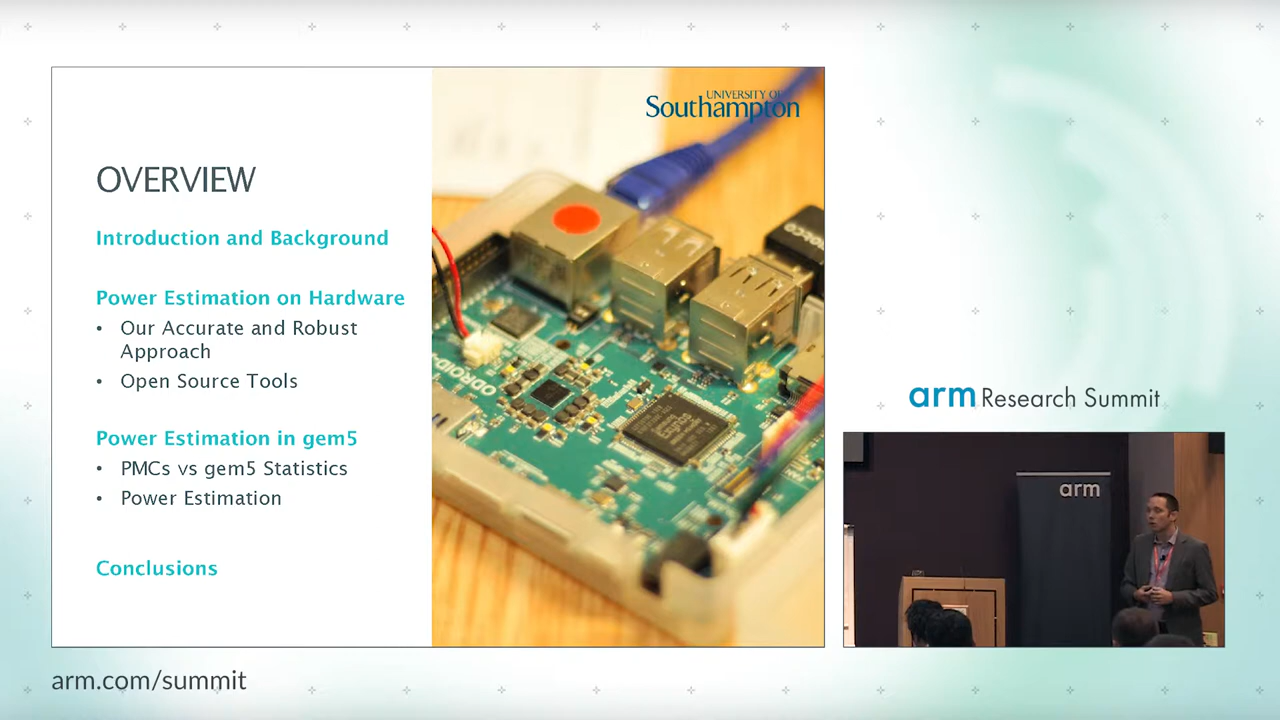 UNIVERSITY OF
Southampton
OVERVIEW
Introduction and Background
Power Estimation on Hardware
• Our Accurate and Robust
Approach
• Open Source Tools
Power Estimation in gem5
• PMCs vs gem5 Statistics
• Power Estimation
Conclusions
ODROID-
arm Research Summit
arm
arm.com/summit